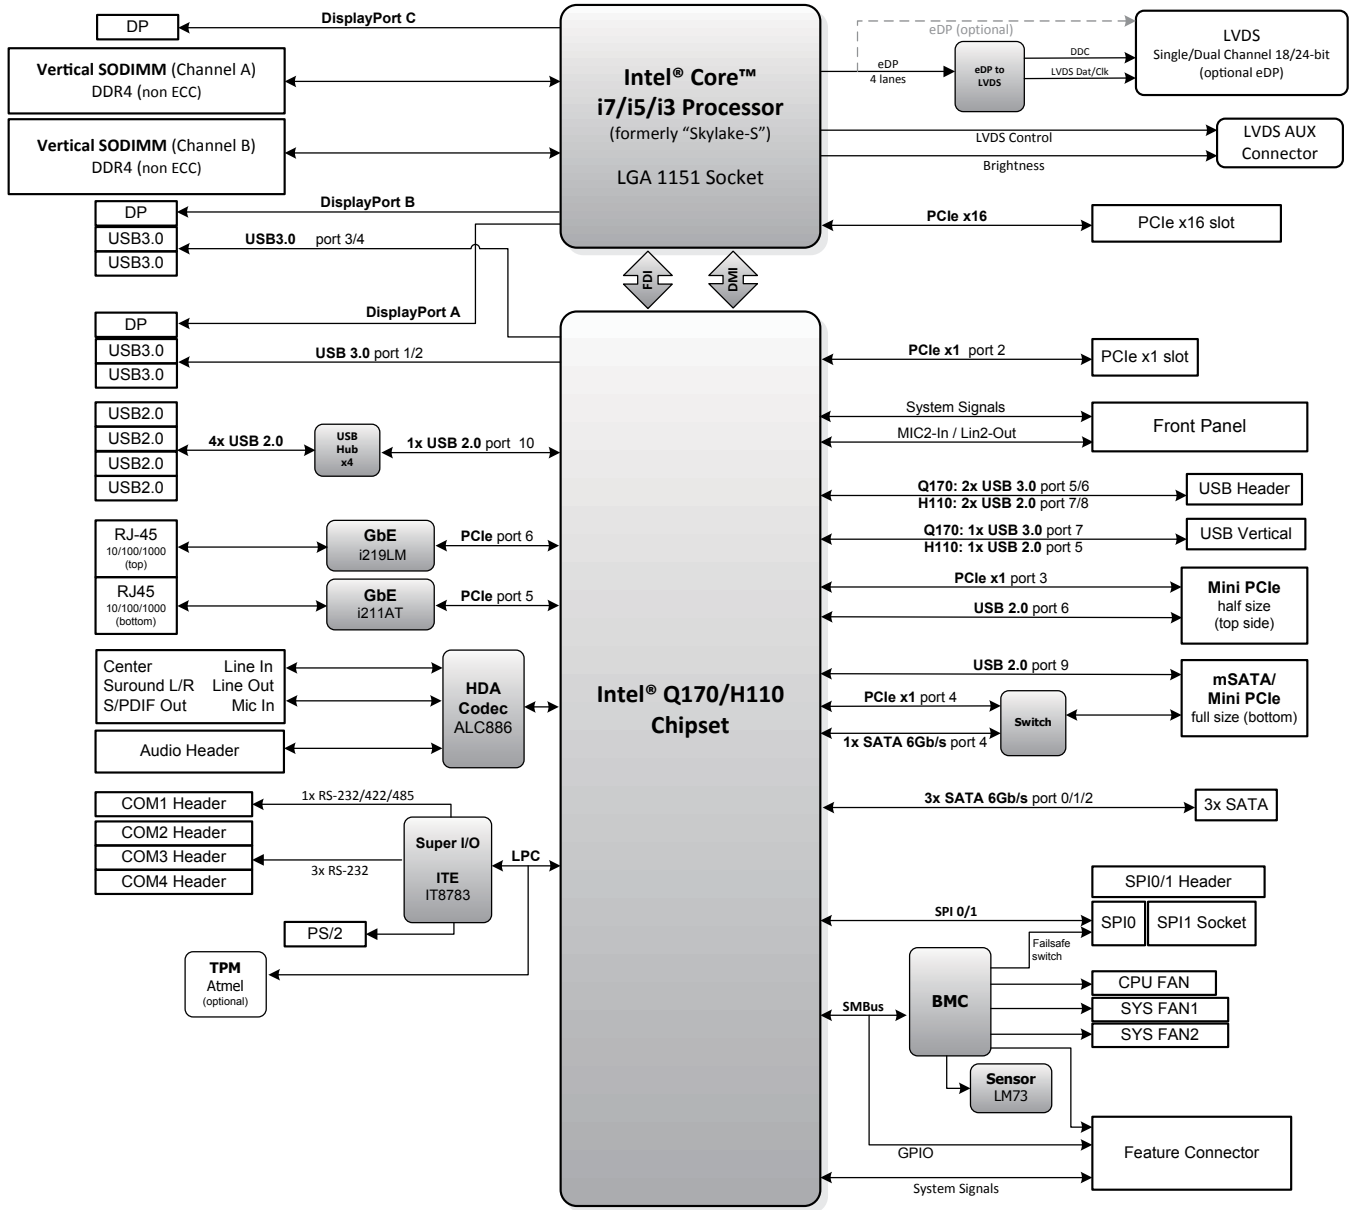 DisplayPort C
DP
Vertical SODIMM (Channel A)
DDR4 (non ECC)
Vertical SODIMM (Channel B)
DDR4 (non ECC)
DisplayPort B
DP
USB3.0
USB3.0 port 3/4
USB3.0
DisplayPort A
DP
USB3.0
USB 3.0 port 1/2
USB3.0
USB2.0
USB2.0
USB2.0
USB2.0
4x USB 2.0
USB
Hub
x4
1x USB 2.0 port 10
RJ-45
10/100/1000
(top)
GbE
i219LM
PCIe port 6
RJ45
10/100/1000
(bottom)
GbE
i211AT
PCIe port 5
Center Line In
Suround L/R Line Out
S/PDIF Out Mic In
Audio Header
HDA
Codec
ALC886
COM1 Header
1x RS-232/422/485
COM2 Header
COM3 Header
COM4 Header
3x RS-232
Super I/O
ITE
IT8783
LPC
PS/2
TPM
Atmel
(optional)
Intel® Core™
i7/i5/i3 Processor
(formerly “Skylake-S”)
LGA 1151 Socket
FDI
DMI
Intel® Q170/H110
Chipset
eDP (optional)
eDP
4 lanes
eDP to
LVDS
DDC
LVDS Dat/Clk
LVDS
Single/Dual Channel 18/24-bit
(optional eDP)
LVDS Control
Brightness
LVDS AUX
Connector
PCIe x16
PCIe x16 slot
PCIe x1 port 2
PCIe x1 slot
System Signals
MIC2-In / Lin2-Out
Front Panel
Q170: 2x USB 3.0 port 5/6
H110: 2x USB 2.0 port 7/8
USB Header
Q170: 1x USB 3.0 port 7
H110: 1x USB 2.0 port 5
USB Vertical
PCIe x1 port 3
USB 2.0 port 6
Mini PCIe
half size
(top side)
USB 2.0 port 9
PCIe x1 port 4
1x SATA 6Gb/s port 4
Switch
mSATA/
Mini PCIe
full size (bottom)
3x SATA 6Gb/s port 0/1/2
3x SATA
SPI0/1 Header
SPI 0/1
SPI0
SPI1 Socket
Failsafe
switch
BMC
SMBus
CPU FAN
SYS FAN1
SYS FAN2
Sensor
LM73
GPIO
System Signals
Feature Connector